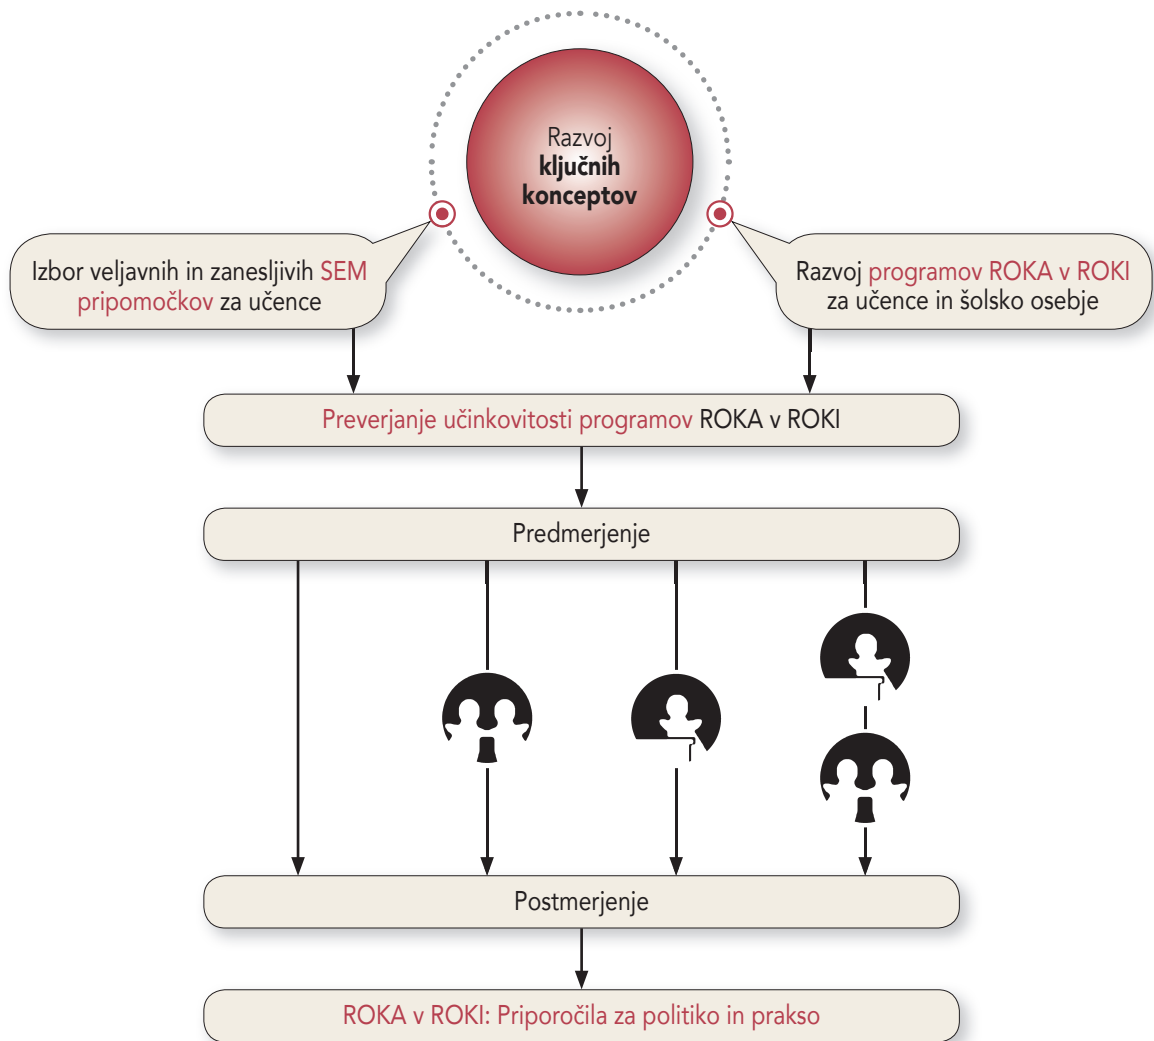 Razvoj
ključnih
konceptov
Izbor veljavnih in zanesljivih SEM
pripomočkov za učence
Razvoj programov ROKA v ROKI
za učence in šolsko osebje
Preverjanje učinkovitosti programov ROKA v ROKI
Predmerjenje
Postmerjenje
ROKA v ROKI: Priporočila za politiko in prakso